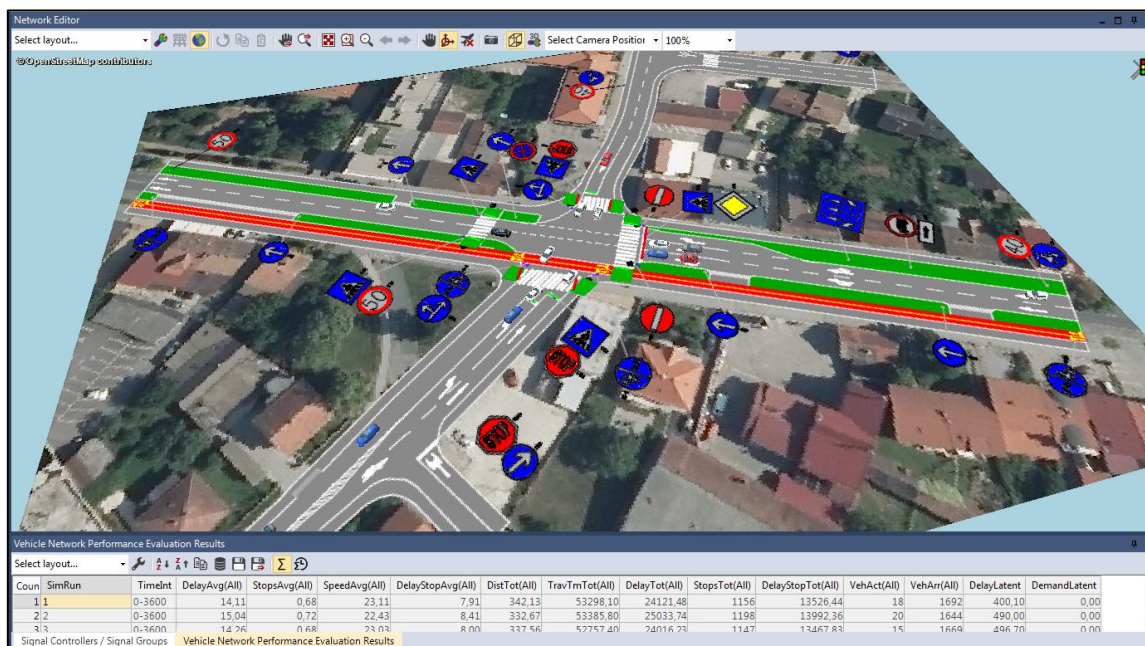 Network Editor
Select layout... Select Camera Position 100%
© OpenStreetMap contributors
50
40
40
50
STOP
STOP
Vehicle Network Performance Evaluation Results
Select layout...
Coun SimRun TimeInt DelayAvg(All) StopsAvg(All) SpeedAvg(All) DelayStopAvg(All) DistTot(All) TravTmTot(All) DelayTot(All) StopsTot(All) DelayStopTot(All) VehAct(All) VehArr(All) DelayLatent DemandLatent
1 1 0-3600 14,11 0,68 23,11 7,91 342,13 53298,10 24121,48 1156 13526,44 18 1692 400,10 0,00
2 2 0-3600 15,04 0,72 22,43 8,41 332,67 53385,80 25033,74 1198 13992,36 20 1644 490,00 0,00
3 3 0-3600 14,26 0,68 23,03 8,00 337,56 52757,40 24016,23 1147 13467,83 15 1669 496,70 0,00
Signal Controllers / Signal Groups Vehicle Network Performance Evaluation Results